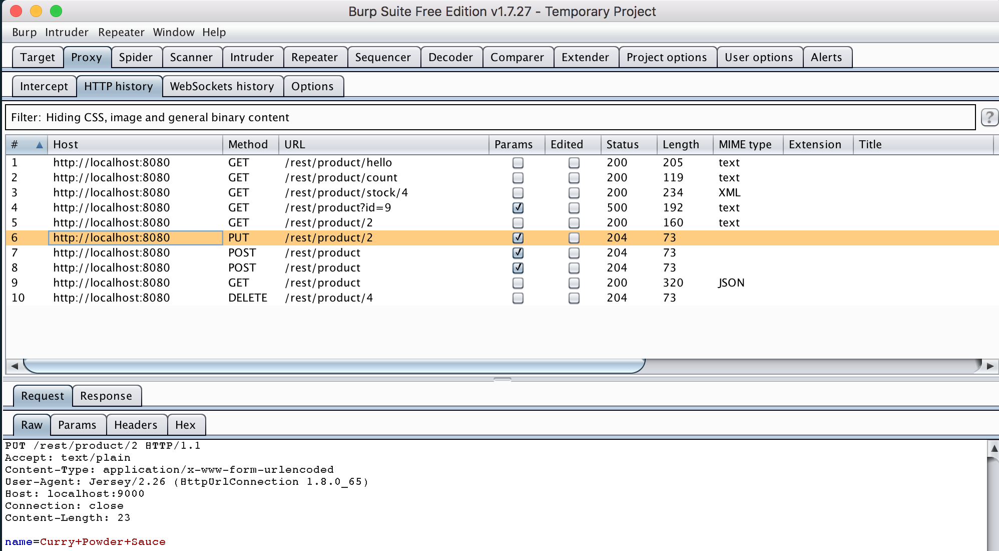 Burp Suite Free Edition v1.7.27 - Temporary Project
Burp Intruder Repeater Window Help
Target Proxy Spider Scanner Intruder Repeater Sequencer Decoder Comparer Extender Project options User options Alerts
Intercept HTTP history WebSockets history Options
Filter: Hiding CSS, image and general binary content ?
# Host Method URL Params Edited Status Length MIME type Extension Title
1 http://localhost:8080 GET /rest/product/hello 200 205 text
2 http://localhost:8080 GET /rest/product/count 200 119 text
3 http://localhost:8080 GET /rest/product/stock/4 200 234 XML
4 http://localhost:8080 GET /rest/product?id=9 500 192 text
5 http://localhost:8080 GET /rest/product/2 200 160 text
6 http://localhost:8080 PUT /rest/product/2 204 73
7 http://localhost:8080 POST /rest/product 204 73
8 http://localhost:8080 POST /rest/product 204 73
9 http://localhost:8080 GET /rest/product 200 320 JSON
10 http://localhost:8080 DELETE /rest/product/4 204 73
Request Response
Raw Params Headers Hex
PUT /rest/product/2 HTTP/1.1
Accept: text/plain
Content-Type: application/x-www-form-urlencoded
User-Agent: Jersey/2.26 (HttpUrlConnection 1.8.0_65)
Host: localhost:9000
Connection: close
Content-Length: 23
name=Curry+Powder+Sauce